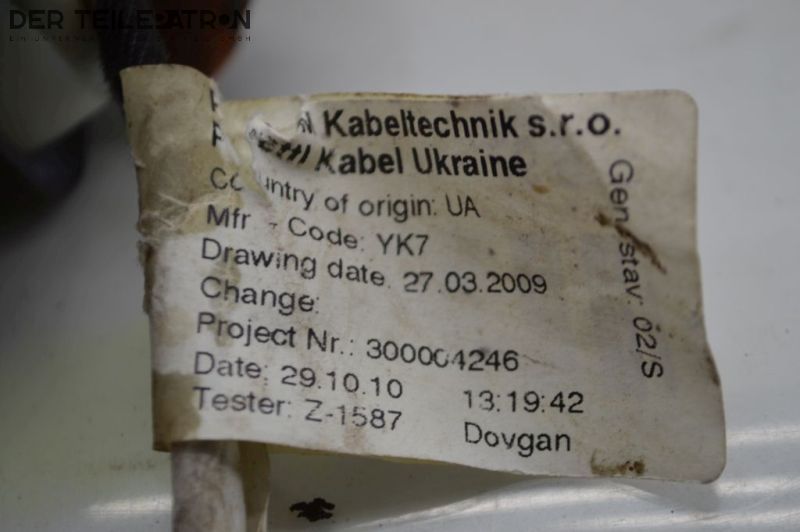 DER TEILEPATRON
Kabeltechnik s.r.o.
Kabel Ukraine
Country of origin: UA
Mfr - Code: YK7
Drawing date. 27.03.2009
Change:
Project Nr.: 300004246
Date: 29.10.10 13:19:42
Tester: Z-1587 Dovgan
Gen. stav: 02/S